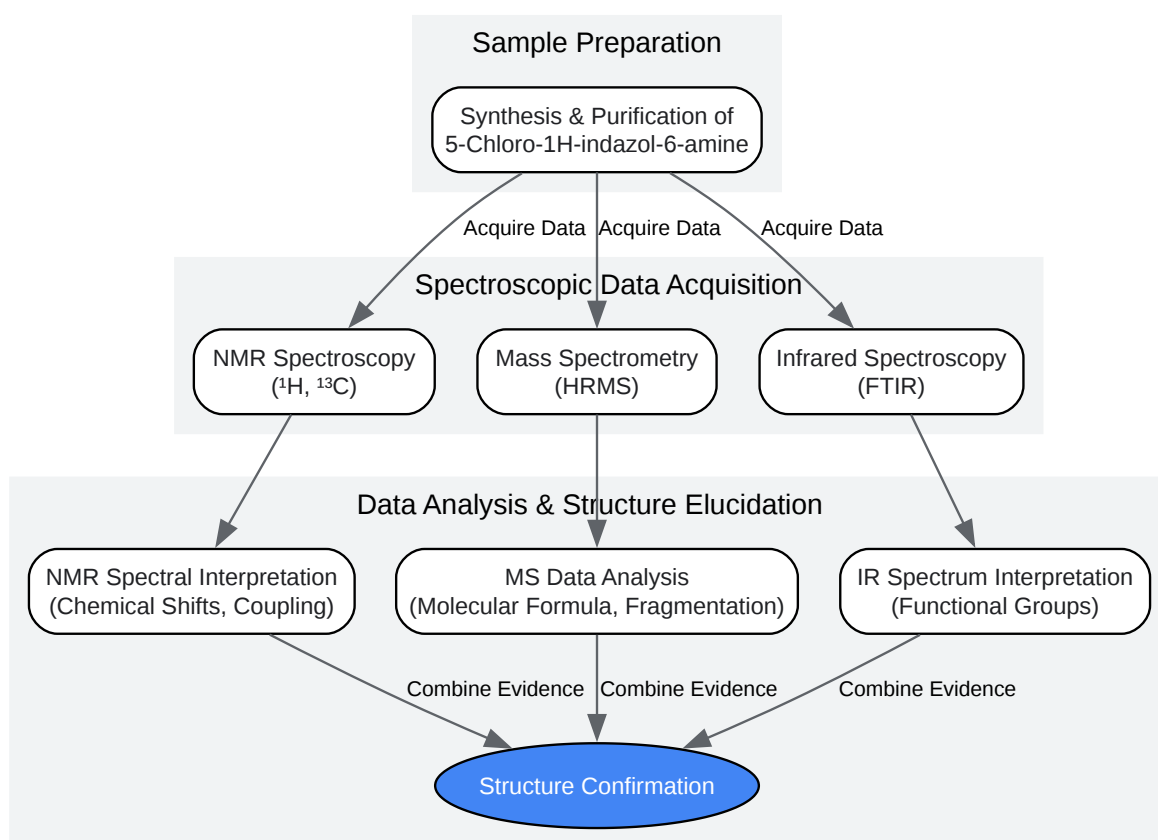 Sample Preparation
Synthesis & Purification of
5-Chloro-1H-indazol-6-amine
Acquire Data
Acquire Data
Acquire Data
Spectroscopic Data Acquisition
NMR Spectroscopy
(¹H, ¹³C)
Mass Spectrometry
(HRMS)
Infrared Spectroscopy
(FTIR)
Data Analysis & Structure Elucidation
NMR Spectral Interpretation
(Chemical Shifts, Coupling)
MS Data Analysis
(Molecular Formula, Fragmentation)
IR Spectrum Interpretation
(Functional Groups)
Combine Evidence
Combine Evidence
Combine Evidence
Structure Confirmation